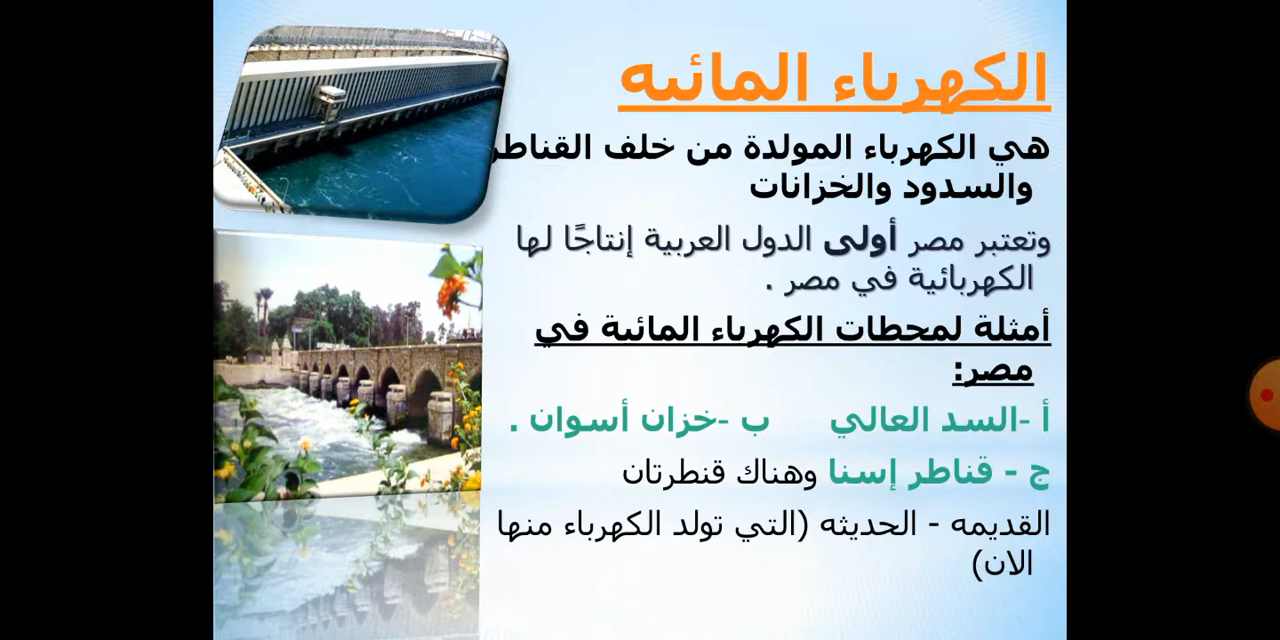 الكهرباء المائيه
هي الكهرباء المولدة من خلف القناطر
والسدود والخزانات
وتعتبر مصر أولى الدول العربية إنتاجًا لها
الكهربائية في مصر .
أمثلة لمحطات الكهرباء المائية في
مصر:
أ -السد العالي ب -خزان أسوان .
ج - قناطر إسنا وهناك قنطرتان
القديمه - الحديثه (التي تولد الكهرباء منها
الان)